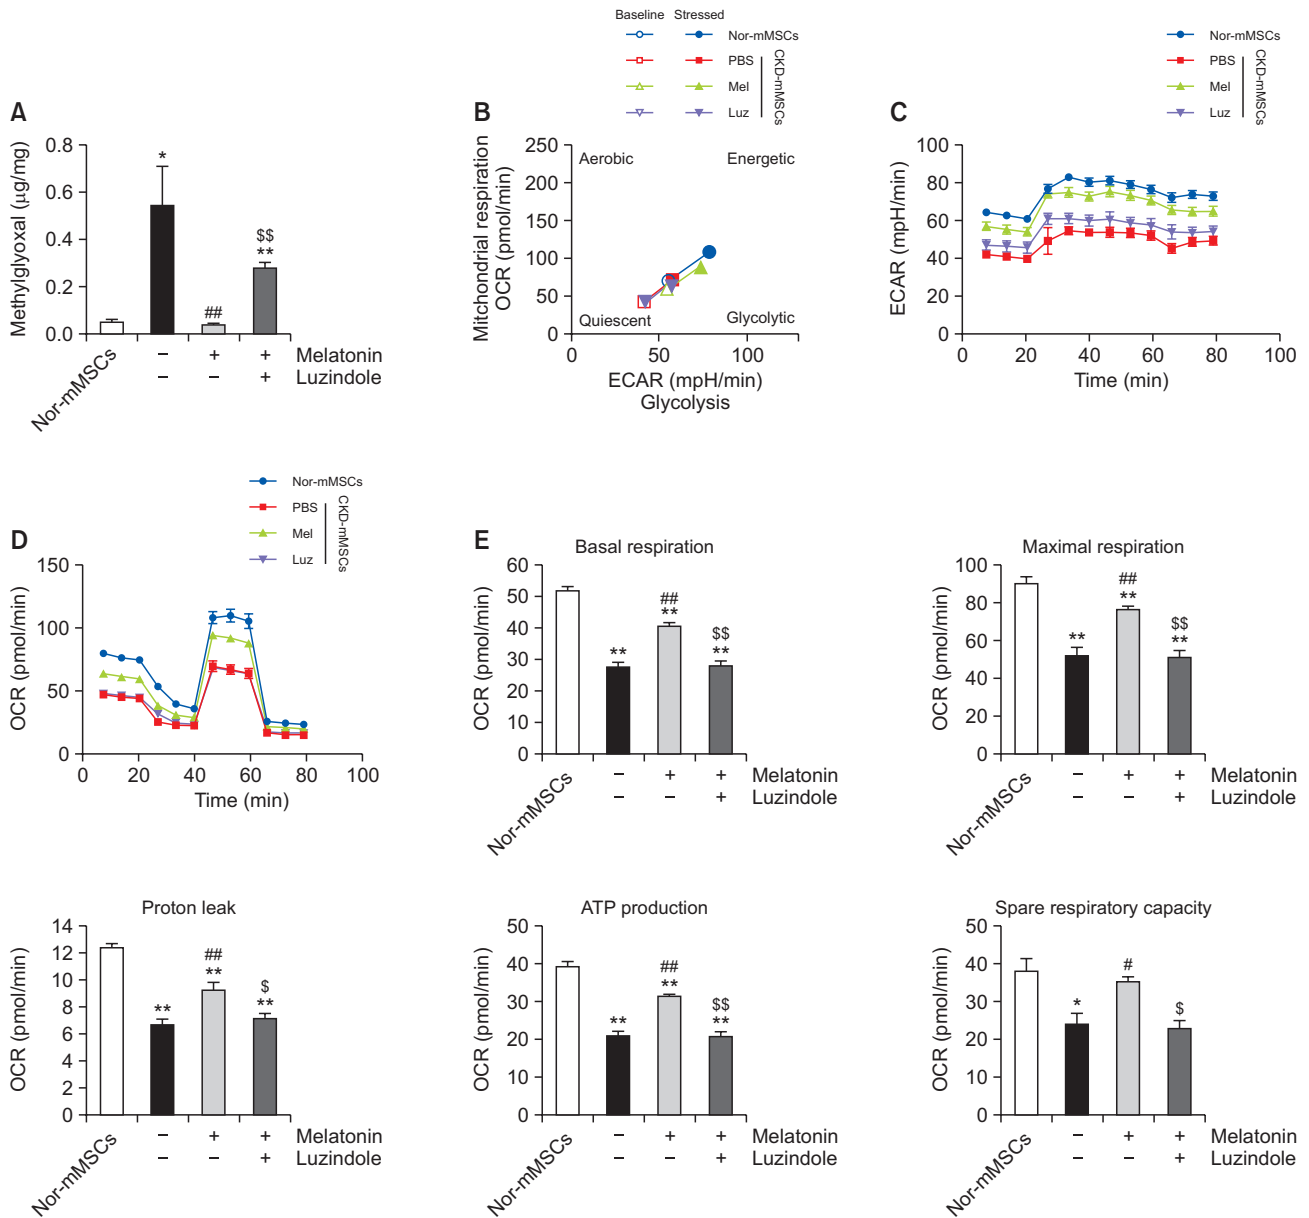 A
Methylglyoxal (μg/mg)
0.8
0.6
0.4
0.2
0.0
*
##
$$
**
Nor-mMSCs
− + + Melatonin
− − + Luzindole
Baseline Stressed
Nor-mMSCs
PBS
Mel
Luz
CKD-mMSCs
B
Mitchondrial respiration
OCR (pmol/min)
250
200
150
100
50
0
Aerobic
Energetic
Quiescent
Glycolytic
0 50 100
ECAR (mpH/min)
Glycolysis
Nor-mMSCs
PBS
Mel
Luz
CKD-mMSCs
C
ECAR (mpH/min)
100
80
60
40
20
0
0 20 40 60 80 100
Time (min)
Nor-mMSCs
PBS
Mel
Luz
CKD-mMSCs
D
OCR (pmol/min)
150
100
50
0
0 20 40 60 80 100
Time (min)
E
Basal respiration
OCR (pmol/min)
60
50
40
30
20
10
0
**
##
**
$$
**
Nor-mMSCs
− + + Melatonin
− − + Luzindole
Maximal respiration
OCR (pmol/min)
100
80
60
40
20
0
**
##
**
$$
**
Nor-mMSCs
− + + Melatonin
− − + Luzindole
Proton leak
OCR (pmol/min)
14
12
10
8
6
4
2
0
**
##
**
$
**
Nor-mMSCs
− + + Melatonin
− − + Luzindole
ATP production
OCR (pmol/min)
50
40
30
20
10
0
**
##
**
$$
**
Nor-mMSCs
− + + Melatonin
− − + Luzindole
Spare respiratory capacity
OCR (pmol/min)
50
40
30
20
10
0
*
#
$
Nor-mMSCs
− + + Melatonin
− − + Luzindole